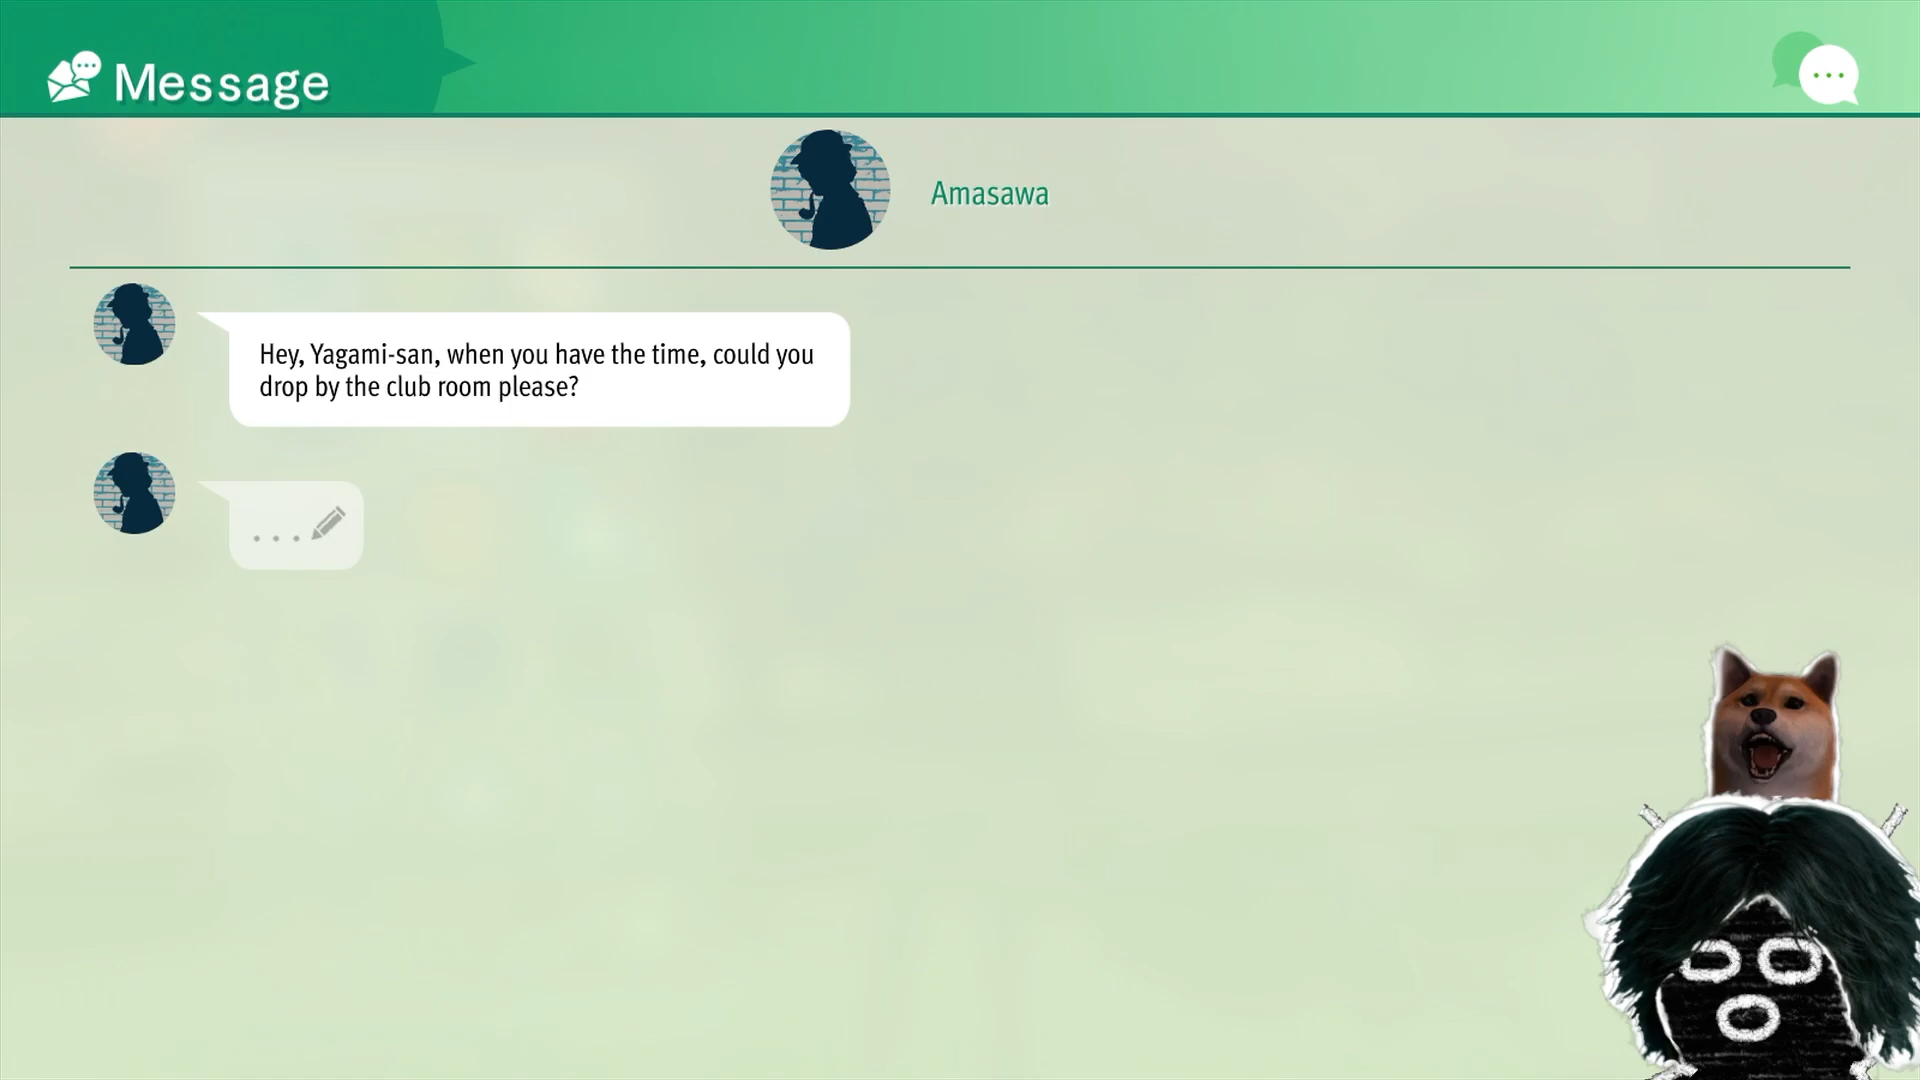 Message
Amasawa
Hey, Yagami-san, when you have the time, could you
drop by the club room please?
...